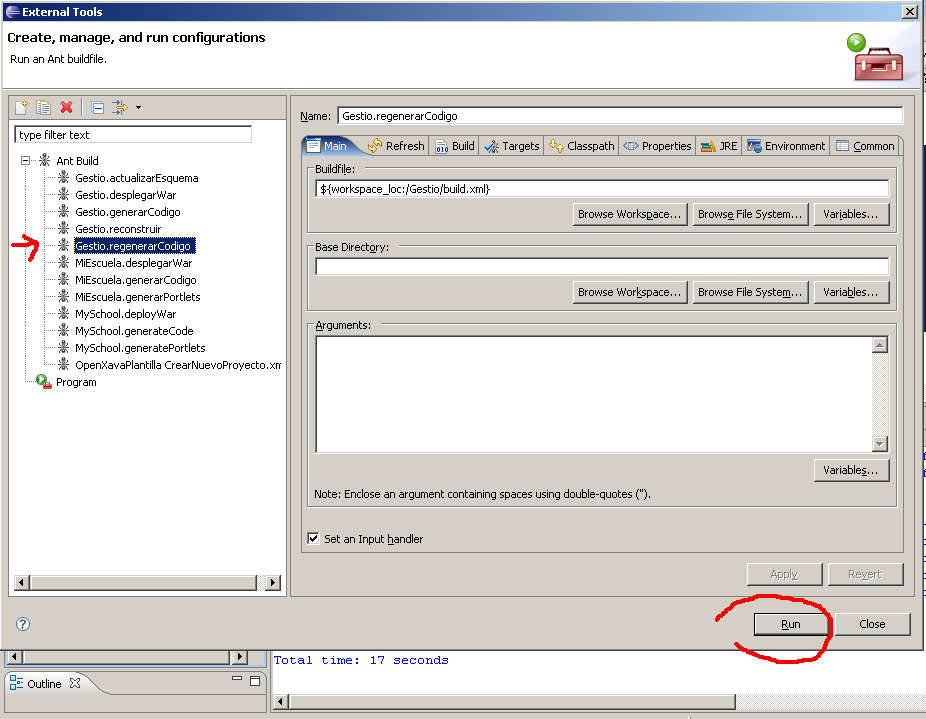 External Tools
Create, manage, and run configurations
Run an Ant buildfile.
type filter text
Ant Build
Gestio.actualizarEsquema
Gestio.desplegarWar
Gestio.generarCodigo
Gestio.reconstruir
Gestio.regenerarCodigo
MiEscuela.desplegarWar
MiEscuela.generarCodigo
MiEscuela.generarPortlets
MySchool.deployWar
MySchool.generateCode
MySchool.generatePortlets
OpenXavaPlantilla CrearNuevoProyecto.xm
Program
Name: Gestio.regenerarCodigo
Main Refresh Build Targets Classpath Properties JRE Environment Common
Buildfile:
${workspace_loc:/Gestio/build.xml}
Browse Workspace... Browse File System... Variables...
Base Directory:
Browse Workspace... Browse File System... Variables...
Arguments:
Variables...
Note: Enclose an argument containing spaces using double-quotes (").
Set an Input handler
Apply Revert
Run Close
Total time: 17 seconds
Outline